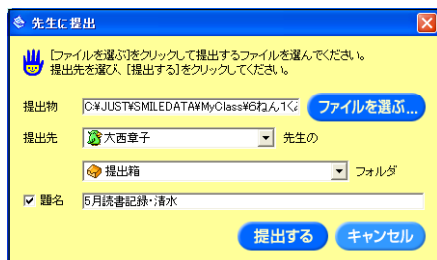 先生に提出
[ファイルを選ぶ]をクリックして提出するファイルを選んでください。
提出先を選び、[提出する]をクリックしてください。
提出物 C:¥JUST¥SMILEDATA¥MyClass¥6ねん1く ファイルを選ぶ...
提出先 大西章子 先生の
提出箱 フォルダ
題名 5月読書記録・清水
提出する キャンセル